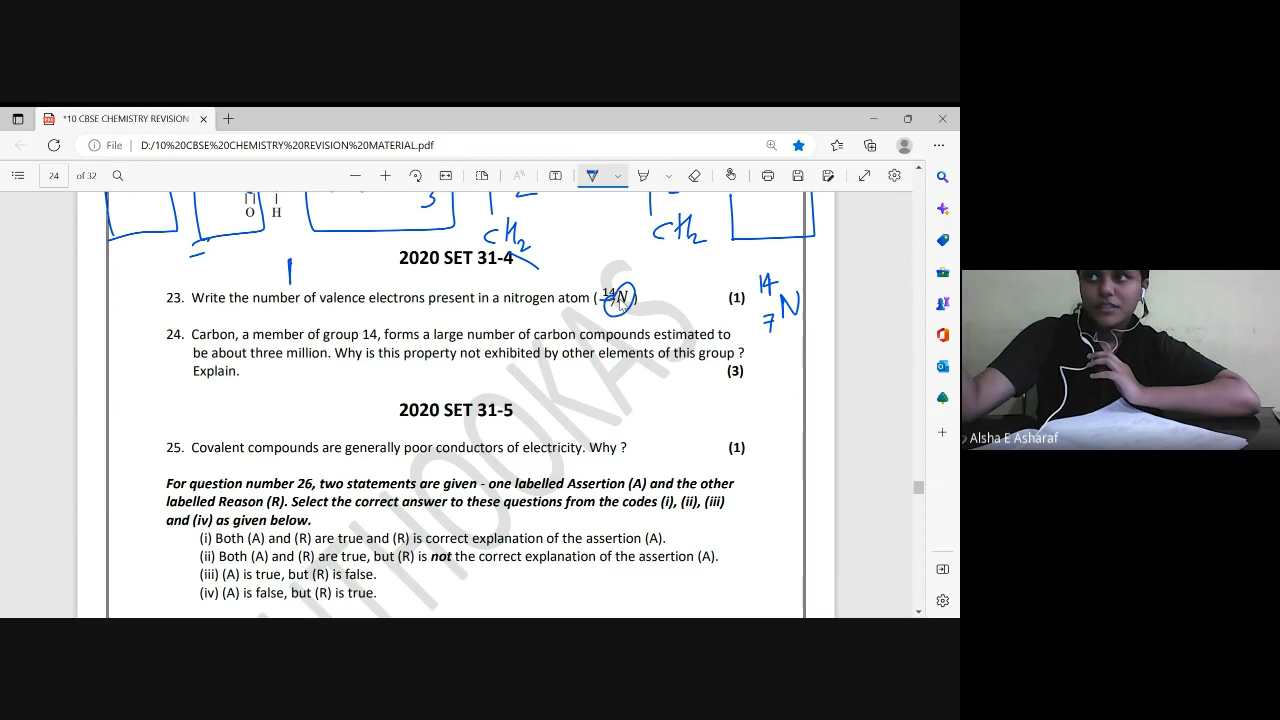 *10 CBSE CHEMISTRY REVISION
File D:/10%20CBSE%20CHEMISTRY%20REVISION%20MATERIAL.pdf
24 of 32
3
O H
CH2 CH2
2020 SET 31-4
23. Write the number of valence electrons present in a nitrogen atom ( 14 N ) (1)
14
7 N
24. Carbon, a member of group 14, forms a large number of carbon compounds estimated to
be about three million. Why is this property not exhibited by other elements of this group ?
Explain. (3)
2020 SET 31-5
25. Covalent compounds are generally poor conductors of electricity. Why ? (1)
For question number 26, two statements are given - one labelled Assertion (A) and the other
labelled Reason (R). Select the correct answer to these questions from the codes (i), (ii), (iii)
and (iv) as given below.
(i) Both (A) and (R) are true and (R) is correct explanation of the assertion (A).
(ii) Both (A) and (R) are true, but (R) is not the correct explanation of the assertion (A).
(iii) (A) is true, but (R) is false.
(iv) (A) is false, but (R) is true.
UTHOOKAS
Alsha E Asharaf